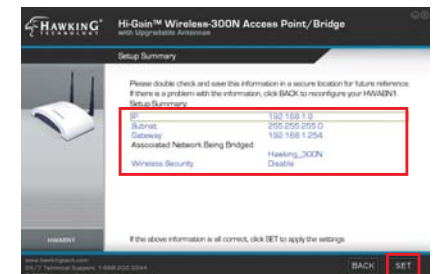 HAWKING
TECHNOLOGY
Hi-Gain™ Wireless-300N Access Point/Bridge
with Upgradable Antennas
Setup Summary
Please double check and save this information in a secure location for future reference.
If there is a problem with the information, click BACK to reconfigure your HWABN1.
Setup Summary
IP 192.168.1.8
Subnet 255.255.255.0
Gateway 192.168.1.254
Associated Network Being Bridged
Hawking_300N
Wireless Security Disable
If the above information is all correct, click SET to apply the settings
HWABN1
www.hawkingtech.com
24/7 Technical Support:
BACK SET